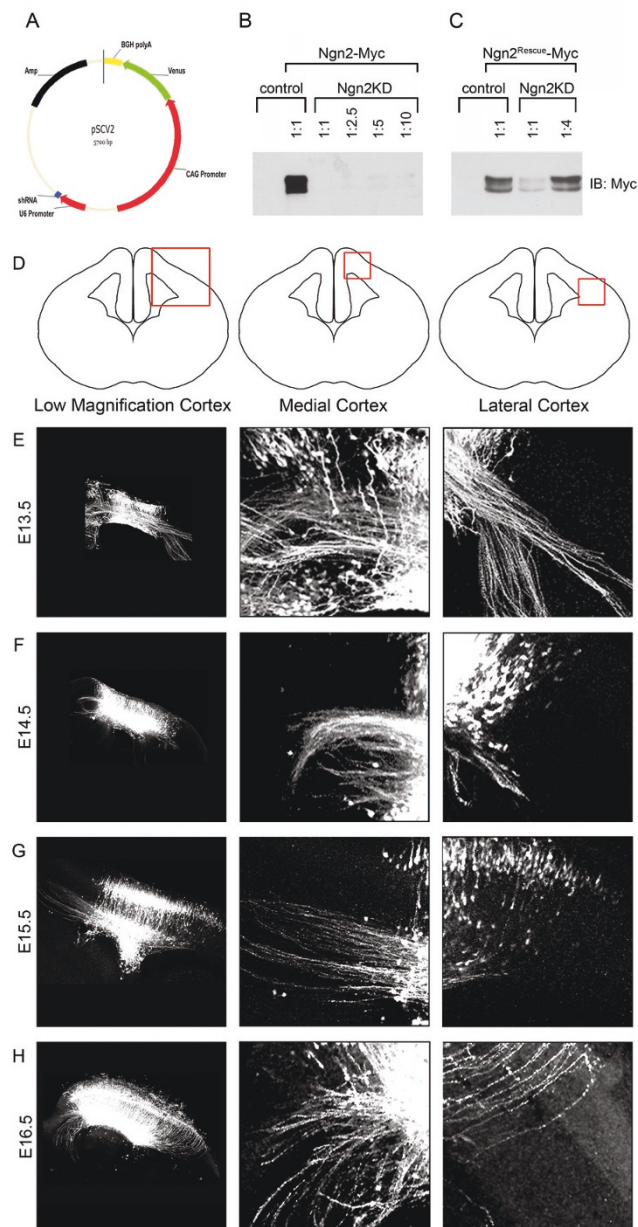 A
BGH polyA
Amp
Venus
pSCV2
5700 bp
CAG Promoter
shRNA
U6 Promoter
B
Ngn2-Myc
control
Ngn2KD
1:1
1:1
1:2.5
1:5
1:10
C
Ngn2Rescue-Myc
control
Ngn2KD
1:1
1:1
1:4
IB: Myc
D
Low Magnification Cortex
Medial Cortex
Lateral Cortex
E
E13.5
F
E14.5
G
E15.5
H
E16.5